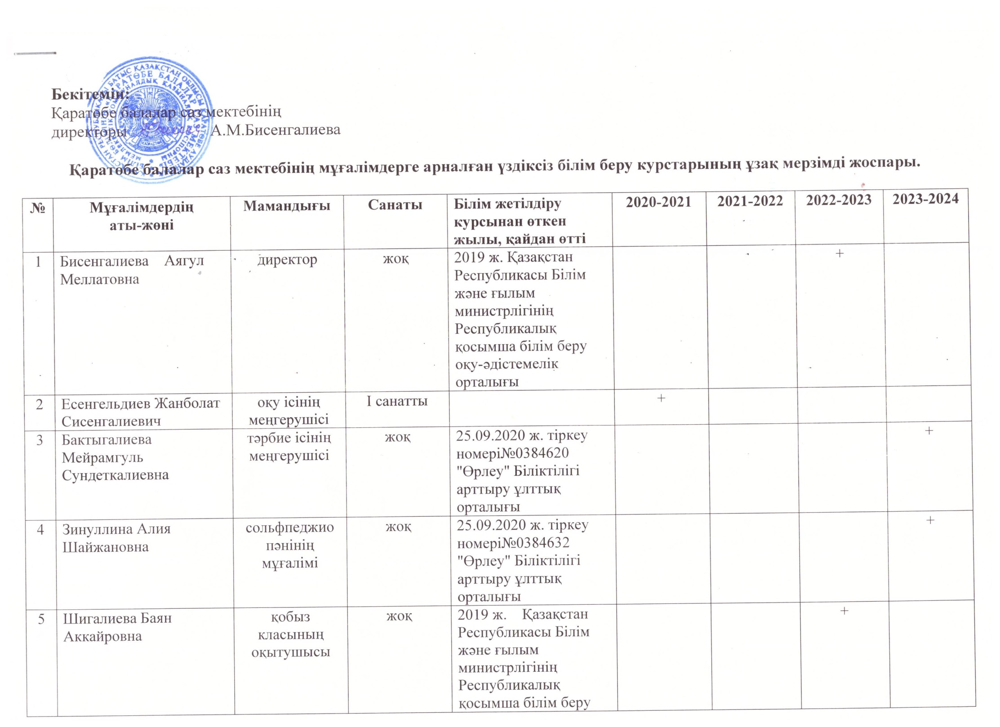 Бекітемін:
Қаратөбе балалар саз мектебінің
директоры А.М.Бисенгалиева
Қаратөбе балалар саз мектебінің мұғалімдерге арналған үздіксіз білім беру курстарының ұзақ мерзімді жоспары.
№
Мұғалімдердің
аты-жөні
Мамандығы
Санаты
Білім жетілдіру
курсынан өткен
жылы, қайдан өтті
2020-2021
2021-2022
2022-2023
2023-2024
1
Бисенгалиева Аягул
Меллатовна
директор
жоқ
2019 ж. Қазақстан
Республикасы Білім
және ғылым
министрлігінің
Республикалық
қосымша білім беру
оқу-әдістемелік
орталығы
+
2
Есенгельдиев Жанболат
Сисенгалиевич
оқу ісінің
меңгерушісі
I санатты
+
3
Бактыгалиева
Мейрамгуль
Сундеткалиевна
тәрбие ісінің
меңгерушісі
жоқ
25.09.2020 ж. тіркеу
номері№0384620
"Өрлеу" Біліктілігі
арттыру ұлттық
орталығы
+
4
Зинуллина Алия
Шайжановна
сольфпеджио
пәнінің
мұғалімі
жоқ
25.09.2020 ж. тіркеу
номері№0384632
"Өрлеу" Біліктілігі
арттыру ұлттық
орталығы
+
5
Шигалиева Баян
Аккайровна
қобыз
класының
оқытушысы
жоқ
2019 ж. Қазақстан
Республикасы Білім
және ғылым
министрлігінің
Республикалық
қосымша білім беру
+